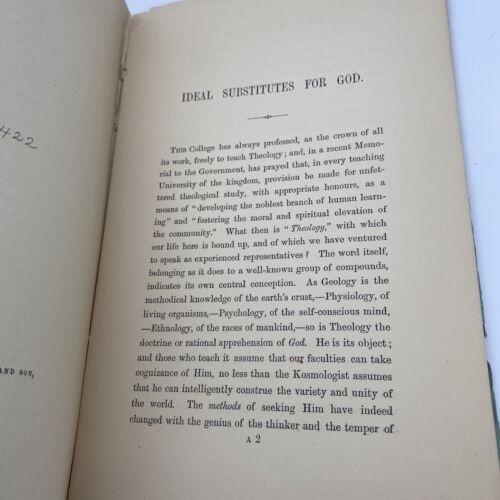 422
AND SON,
IDEAL SUBSTITUTES FOR GOD.
THIS College has always professed, as the crown of all
its work, freely to teach Theology; and, in a recent Memo-
rial to the Government, has prayed that, in every teaching
University of the kingdom, provision be made for unfet-
tered theological study, with appropriate honours, as a
means of "developing the noblest branch of human learn-
ing" and "fostering the moral and spiritual elevation of
the community." What then is "Theology," with which
our life here is bound up, and of which we have ventured
to speak as experienced representatives? The word itself,
belonging as it does to a well-known group of compounds,
indicates its own central conception. As Geology is the
methodical knowledge of the earth's crust,—Physiology, of
living organisms,—Psychology, of the self-conscious mind,
—Ethnology, of the races of mankind,—so is Theology the
doctrine or rational apprehension of God. He is its object;
and those who teach it assume that our faculties can take
cognizance of Him, no less than the Kosmologist assumes
that he can intelligently construe the variety and unity of
the world. The methods of seeking Him have indeed
changed with the genius of the thinker and the temper of
A 2